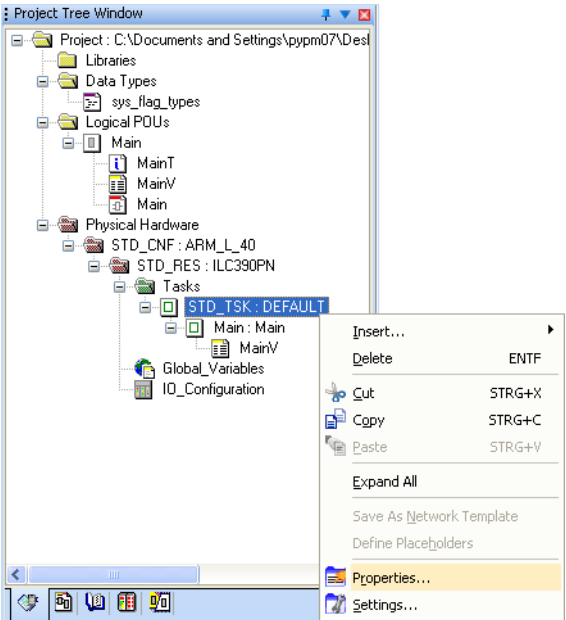 Project Tree Window
Project : C:\Documents and Settings\pypm07\Desl
Libraries
Data Types
sys_flag_types
Logical POUs
Main
MainT
MainV
Main
Physical Hardware
STD_CNF : ARM_L_40
STD_RES : ILC390PN
Tasks
STD_TSK : DEFAULT
Main : Main
MainV
Global_Variables
IO_Configuration
Insert...
Delete ENTF
Cut STRG+X
Copy STRG+C
Paste STRG+V
Expand All
Save As Network Template
Define Placeholders
Properties...
Settings...